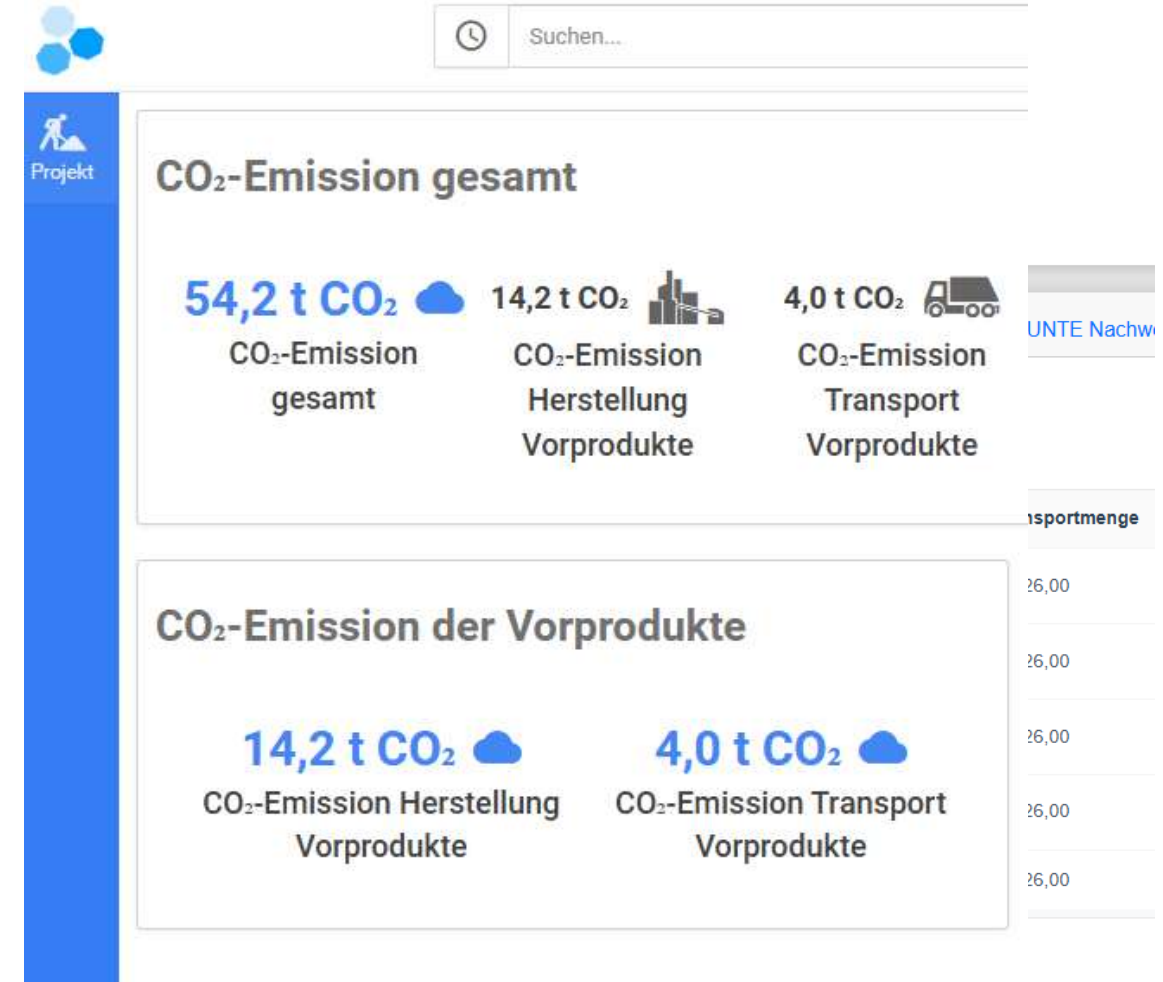 Suchen...
Projekt
CO₂-Emission gesamt
54,2 t CO₂
CO₂-Emission
gesamt
14,2 t CO₂
CO₂-Emission
Herstellung
Vorprodukte
4,0 t CO₂
CO₂-Emission
Transport
Vorprodukte
CO₂-Emission der Vorprodukte
14,2 t CO₂
CO₂-Emission Herstellung
Vorprodukte
4,0 t CO₂
CO₂-Emission Transport
Vorprodukte
UNTE Nachw
nsportmenge
26,00
26,00
26,00
26,00
26,00